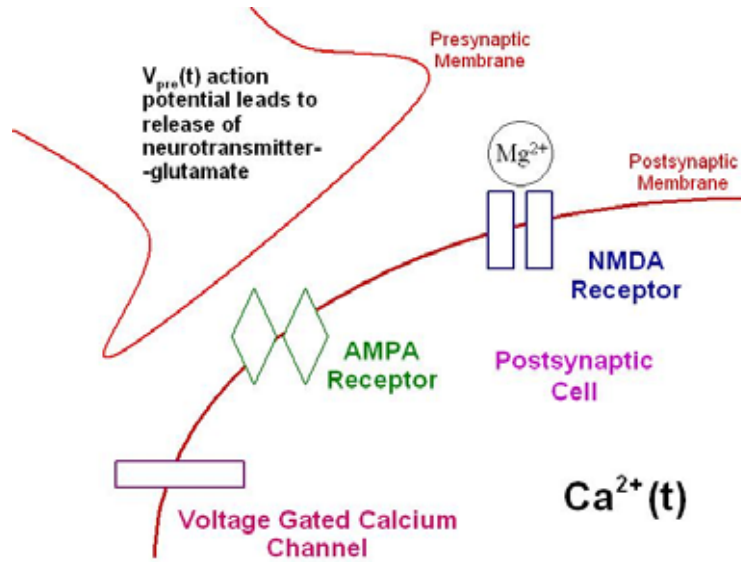 Presynaptic
Membrane
V_pre(t) action
potential leads to
release of
neurotransmitter-
-glutamate
Mg²⁺
Postsynaptic
Membrane
NMDA
Receptor
AMPA
Receptor
Postsynaptic
Cell
Voltage Gated Calcium
Channel
Ca²⁺(t)